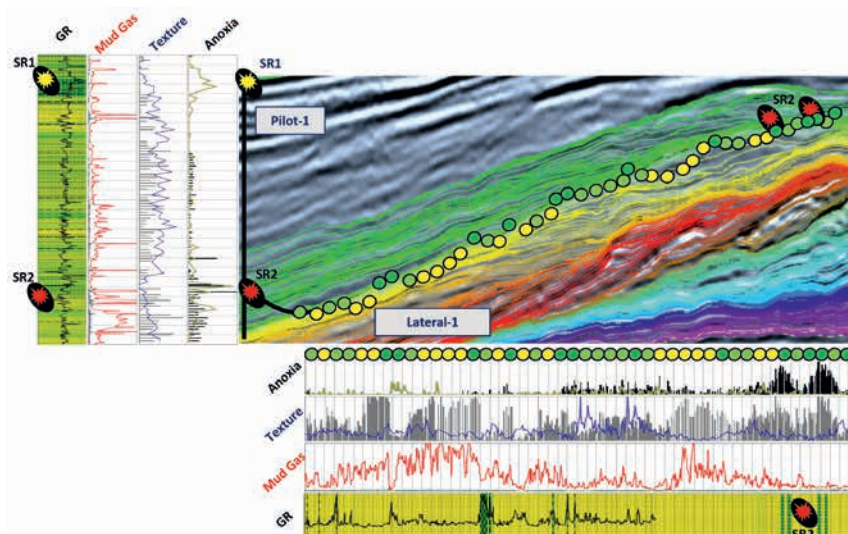 GR
Mud Gas
Texture
Anoxia
SR1
SR1
SR2
Pilot-1
SR2
SR2
Lateral-1
Anoxia
Texture
Mud Gas
GR